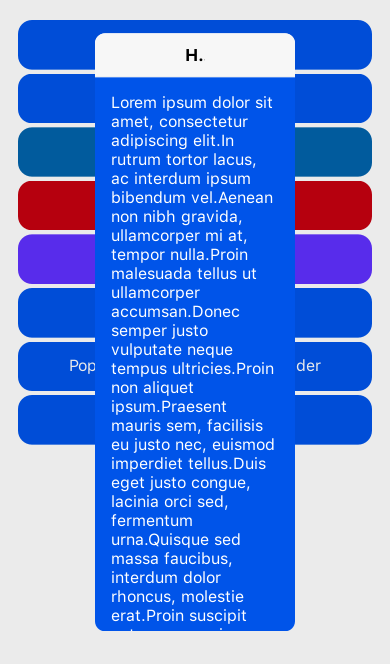 H.
Lorem ipsum dolor sit
amet, consectetur
adipiscing elit.In
rutrum tortor lacus,
ac interdum ipsum
bibendum vel.Aenean
non nibh gravida,
ullamcorper mi at,
tempor nulla.Proin
malesuada tellus ut
ullamcorper
accumsan.Donec
semper justo
vulputate neque
tempus ultricies.Proin
non aliquet
ipsum.Praesent
mauris sem, facilisis
eu justo nec, euismod
imperdiet tellus.Duis
eget justo congue,
lacinia orci sed,
fermentum
urna.Quisque sed
massa faucibus,
interdum dolor
rhoncus, molestie
erat.Proin suscipit
Pop
der